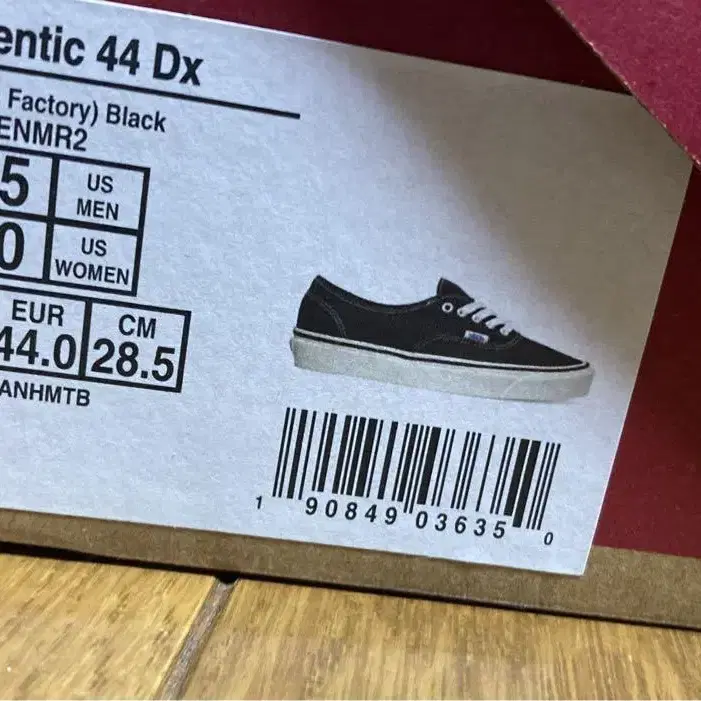 entic 44 Dx
Factory) Black
ENMR2
5 US MEN
0 US WOMEN
EUR 44.0 CM 28.5
ANHMTB
1 90849 03635 0